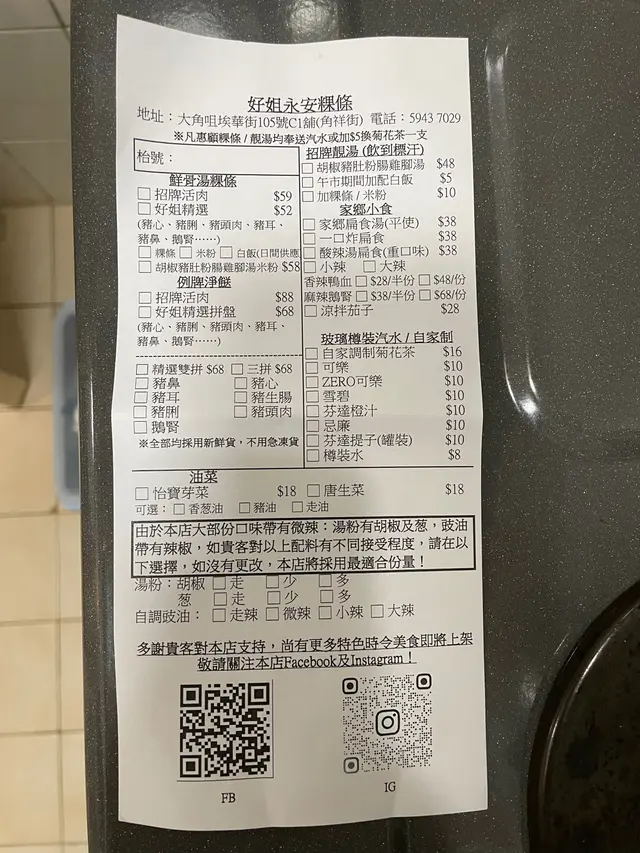 好姐永安粿條
地址：大角咀埃華街105號C1舖(角祥街) 電話：5943 7029
※凡惠顧粿條 / 靚湯均奉送汽水或加$5換菊花茶一支
枱號：
鮮骨湯粿條
招牌活肉 $59
好姐精選 $52
(豬心、豬脷、豬頭肉、豬耳、
豬鼻、鵝腎……)
粿條 米粉 白飯(日間供應
胡椒豬肚粉腸雞腳湯米粉 $58
例牌淨餸
招牌活肉 $88
好姐精選拼盤 $68
(豬心、豬脷、豬頭肉、豬耳、
豬鼻、鵝腎……)
精選雙拼 $68 三拼 $68
豬鼻 豬心
豬耳 豬生腸
豬脷 豬頭肉
鵝腎
※全部均採用新鮮貨，不用急凍貨
招牌靚湯 (飲到標汗)
胡椒豬肚粉腸雞腳湯 $48
午市期間加配白飯 $5
加粿條 / 米粉 $10
家鄉小食
家鄉扁食湯(平使) $38
一口炸扁食 $38
酸辣湯扁食(重口味) $38
小辣 大辣
香辣鴨血 $28/半份 $48/份
麻辣鵝腎 $38/半份 $68/份
涼拌茄子 $28
玻璃樽裝汽水 / 自家制
自家調制菊花茶 $16
可樂 $10
ZERO可樂 $10
雪碧 $10
芬達橙汁 $10
忌廉 $10
芬達提子(罐裝) $10
樽裝水 $8
油菜
怡寶芽菜 $18 唐生菜 $18
可選： 香葱油 豬油 走油
由於本店大部份口味帶有微辣：湯粉有胡椒及葱，豉油
帶有辣椒，如貴客對以上配料有不同接受程度，請在以
下選擇，如沒有更改，本店將採用最適合份量！
湯粉：胡椒 走 少 多
葱 走 少 多
自調豉油： 走辣 微辣 小辣 大辣
多謝貴客對本店支持，尚有更多特色時令美食即將上架
敬請關注本店Facebook及Instagram！
FB IG